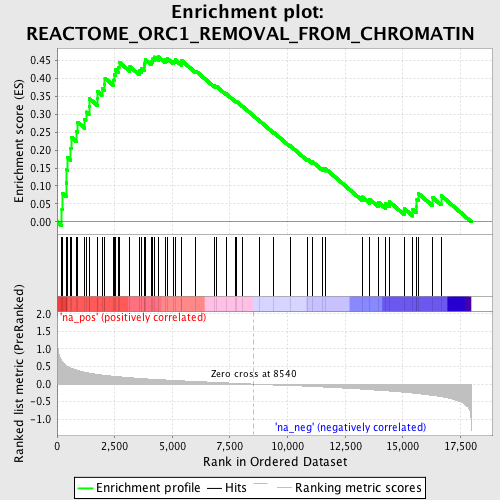 Enrichment plot:
REACTOME_ORC1_REMOVAL_FROM_CHROMATIN
Enrichment score (ES)
0.45
0.40
0.35
0.30
0.25
0.20
0.15
0.10
0.05
0.00
'na_pos' (positively correlated)
Ranked list metric (PreRanked)
2.0
1.5
1.0
0.5
0.0
-0.5
-1.0
Zero cross at 8540
'na_neg' (negatively correlated)
0
2,500
5,000
7,500
10,000
12,500
15,000
17,500
Rank in Ordered Dataset
Enrichment profile
Hits
Ranking metric scores